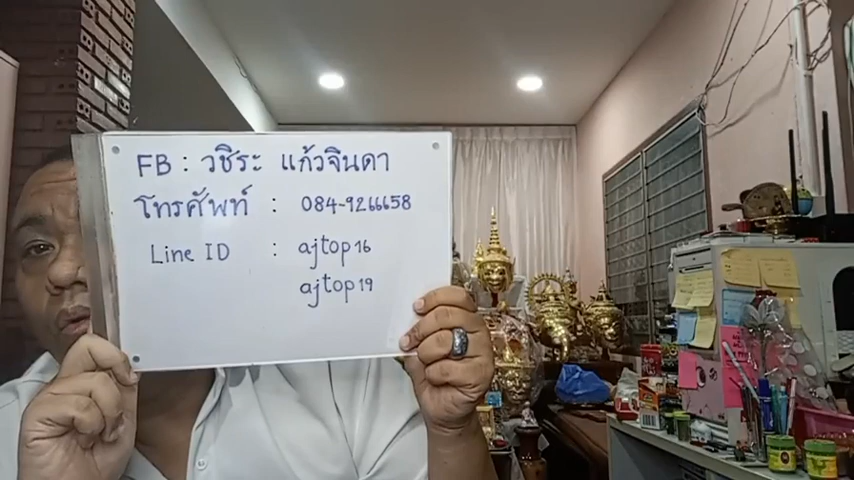 FB : วชิระ แก้วจินดา
โทรศัพท์ : 084-9266658
Line ID : ajtop16
ajtop19